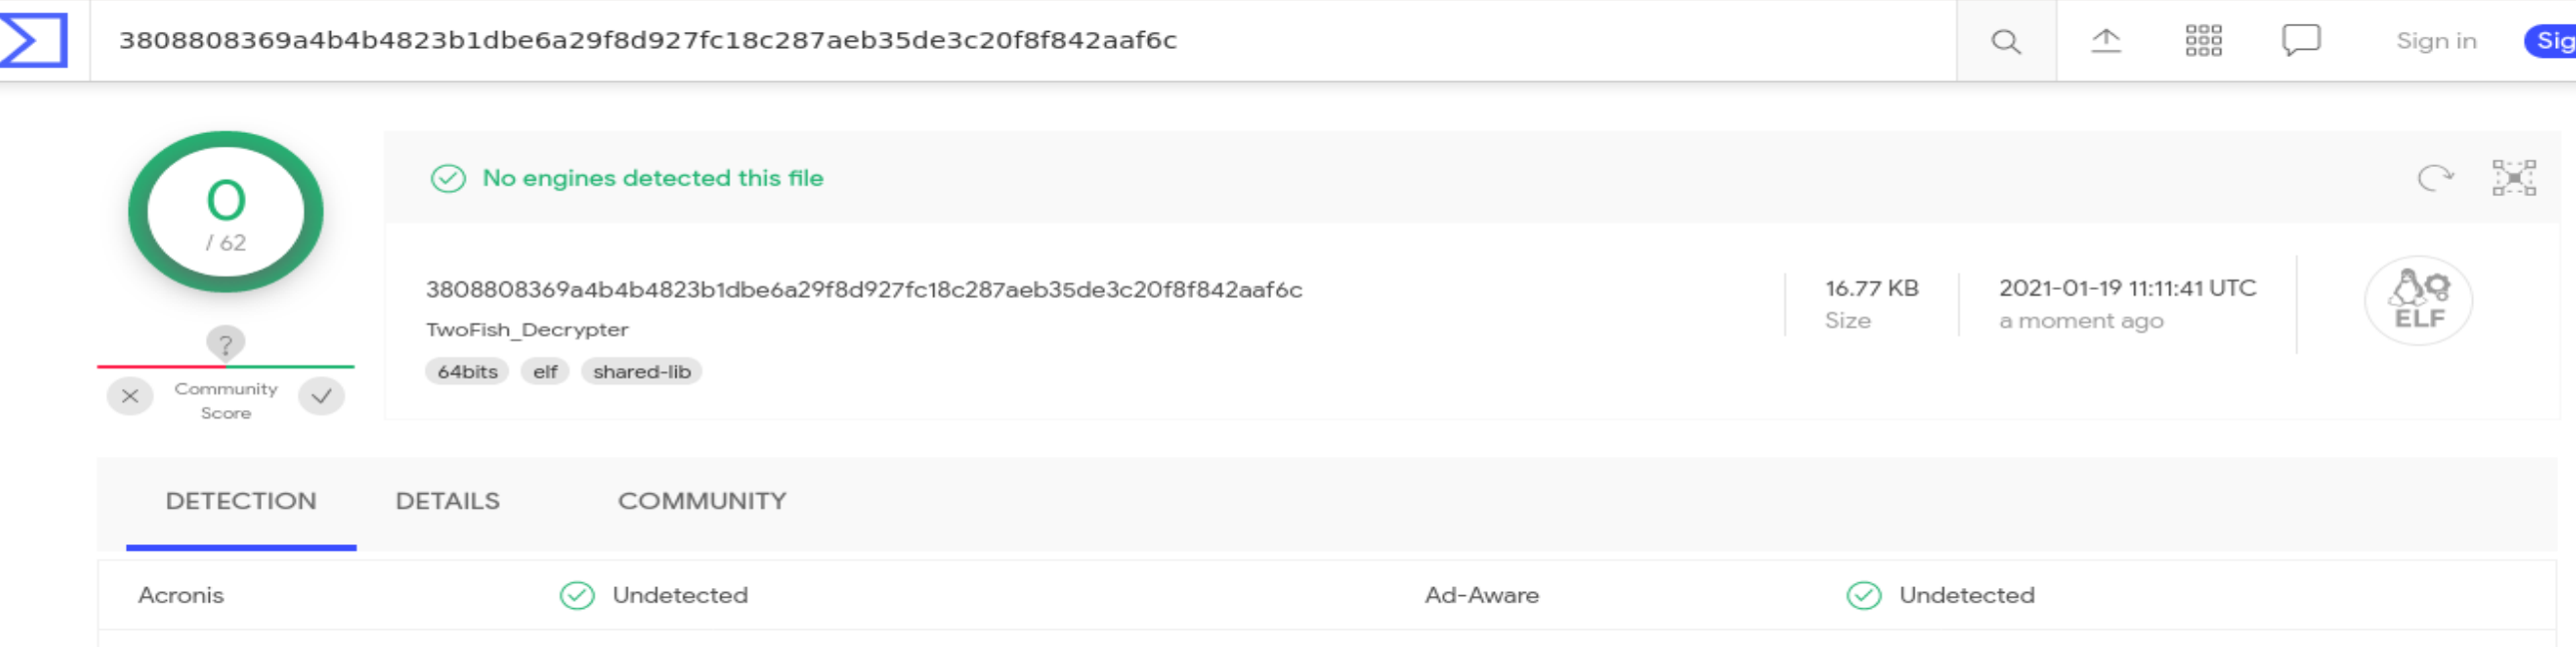 3808808369a4b4b4823b1dbe6a29f8d927fc18c287aeb35de3c20f8f842aaf6c
Sign in
Sig
0
/ 62
No engines detected this file
3808808369a4b4b4823b1dbe6a29f8d927fc18c287aeb35de3c20f8f842aaf6c
TwoFish_Decrypter
64bits elf shared-lib
16.77 KB
Size
2021-01-19 11:11:41 UTC
a moment ago
ELF
?
Community
Score
DETECTION DETAILS COMMUNITY
Acronis Undetected Ad-Aware Undetected